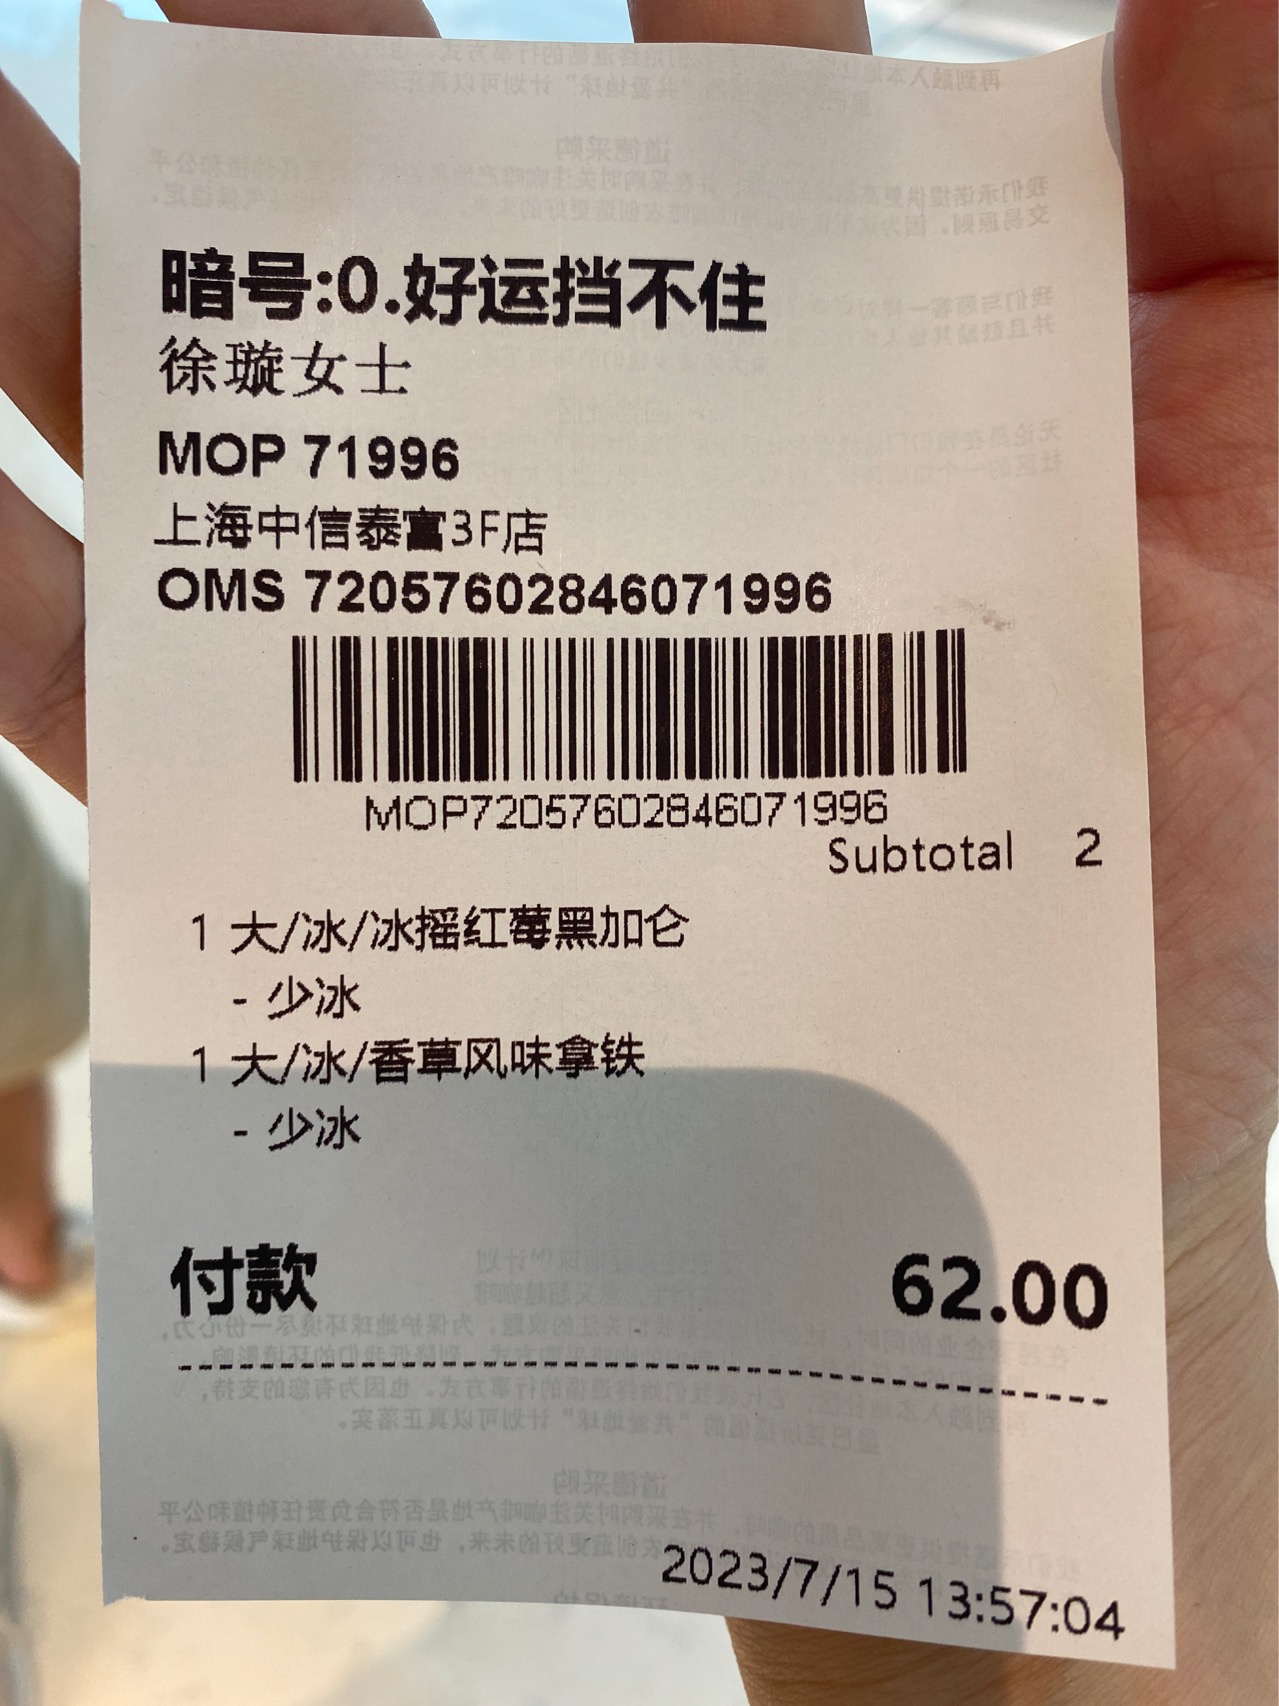 暗号:0.好运挡不住
徐璇女士
MOP 71996
上海中信泰富3F店
OMS 72057602846071996
MOP72057602846071996
Subtotal 2
1 大/冰/冰摇红莓黑加仑
- 少冰
1 大/冰/香草风味拿铁
- 少冰
付款 62.00
2023/7/15 13:57:04